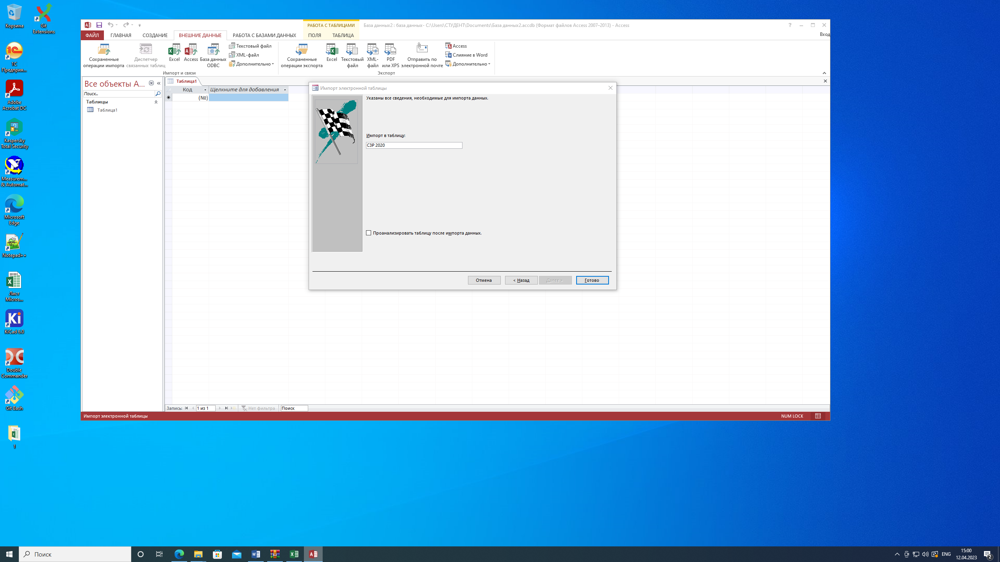 Корзина
Git Extensions
1C Предприя...
Adobe Acrobat DC
Kaspersky Total Security
Measurem... & Automat...
Microsoft Edge
Notepad++
Лист Micros...
KiCad 6.0
Double Commander
Git Bash
1
РАБОТА С ТАБЛИЦАМИ
База данных2 : база данных- C:\Users\СТУДЕНТ\Documents\База данных2.accdb (Формат файлов Access 2007–2013) - Access
ФАЙЛ ГЛАВНАЯ СОЗДАНИЕ ВНЕШНИЕ ДАННЫЕ РАБОТА С БАЗАМИ ДАННЫХ ПОЛЯ ТАБЛИЦА
Вход
Сохраненные операции импорта
Диспетчер связанных таблиц
Excel
Access
База данных ODBC
Текстовый файл
XML-файл
Дополнительно
Импорт и связи
Сохраненные операции экспорта
Excel
Текстовый файл
XML-файл
PDF или XPS
Отправить по электронной почте
Access
Слияние в Word
Дополнительно
Экспорт
Все объекты A...
Поиск...
Таблицы
Таблица1
Таблица1
Код
Щелкните для добавления
(№)
Импорт электронной таблицы
Указаны все сведения, необходимые для импорта данных.
Импорт в таблицу:
СЗР 2020
Проанализировать таблицу после импорта данных.
Отмена
< Назад
Далее >
Готово
Запись: 1 из 1 Нет фильтра Поиск
Импорт электронной таблицы
NUM LOCK
Поиск
ENG
15:00
12.04.2023
2